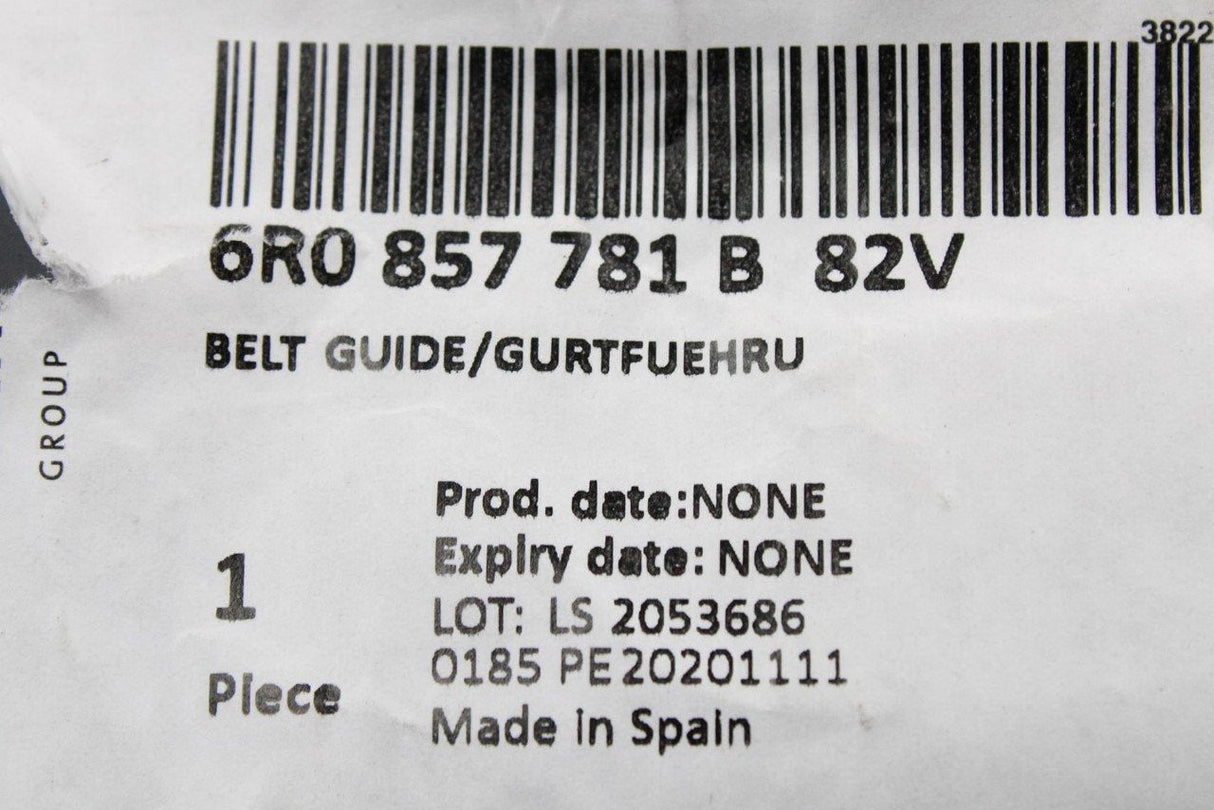 3822
6R0 857 781 B 82V
BELT GUIDE/GURTFUEHRU
GROUP
Prod. date:NONE
Expiry date: NONE
1
LOT: LS 2053686
0185 PE20201111
Piece
Made in Spain